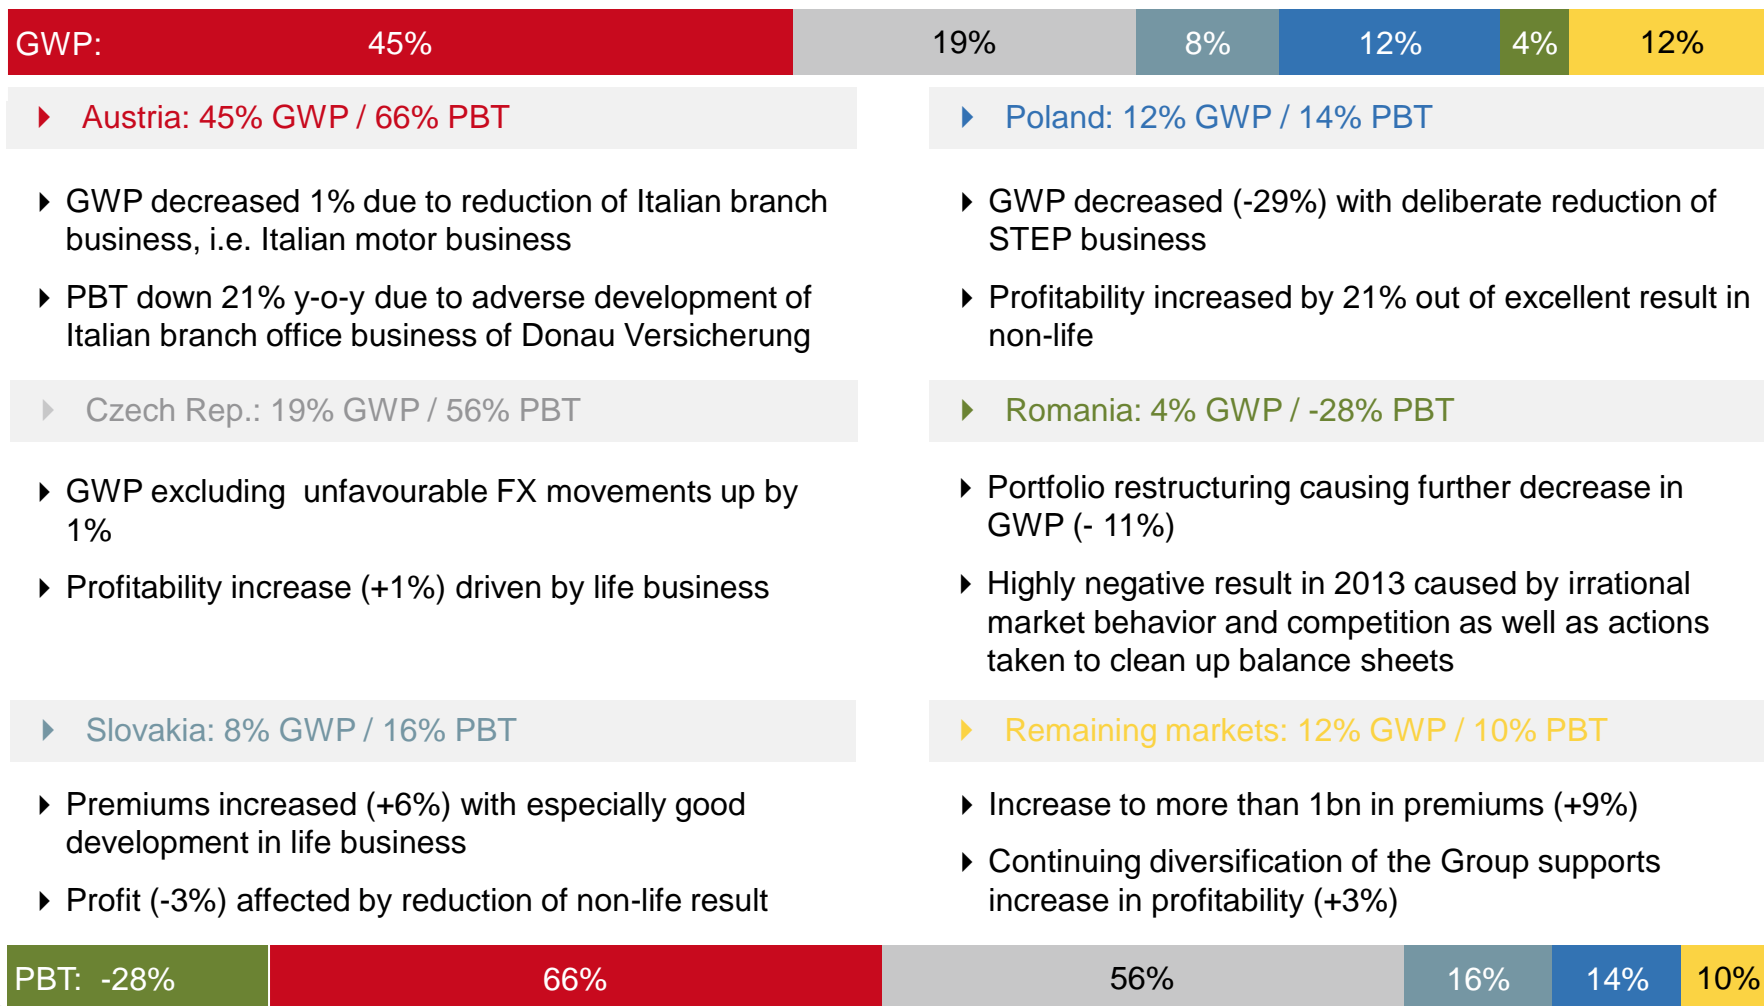 GWP: 45% 19% 8% 12% 4% 12%
Austria: 45% GWP / 66% PBT
GWP decreased 1% due to reduction of Italian branch
business, i.e. Italian motor business
PBT down 21% y-o-y due to adverse development of
Italian branch office business of Donau Versicherung
Czech Rep.: 19% GWP / 56% PBT
GWP excluding  unfavourable FX movements up by
1%
Profitability increase (+1%) driven by life business
Slovakia: 8% GWP / 16% PBT
Premiums increased (+6%) with especially good
development in life business
Profit (-3%) affected by reduction of non-life result
Poland: 12% GWP / 14% PBT
GWP decreased (-29%) with deliberate reduction of
STEP business
Profitability increased by 21% out of excellent result in
non-life
Romania: 4% GWP / -28% PBT
Portfolio restructuring causing further decrease in
GWP (- 11%)
Highly negative result in 2013 caused by irrational
market behavior and competition as well as actions
taken to clean up balance sheets
Remaining markets: 12% GWP / 10% PBT
Increase to more than 1bn in premiums (+9%)
Continuing diversification of the Group supports
increase in profitability (+3%)
PBT: -28% 66% 56% 16% 14% 10%